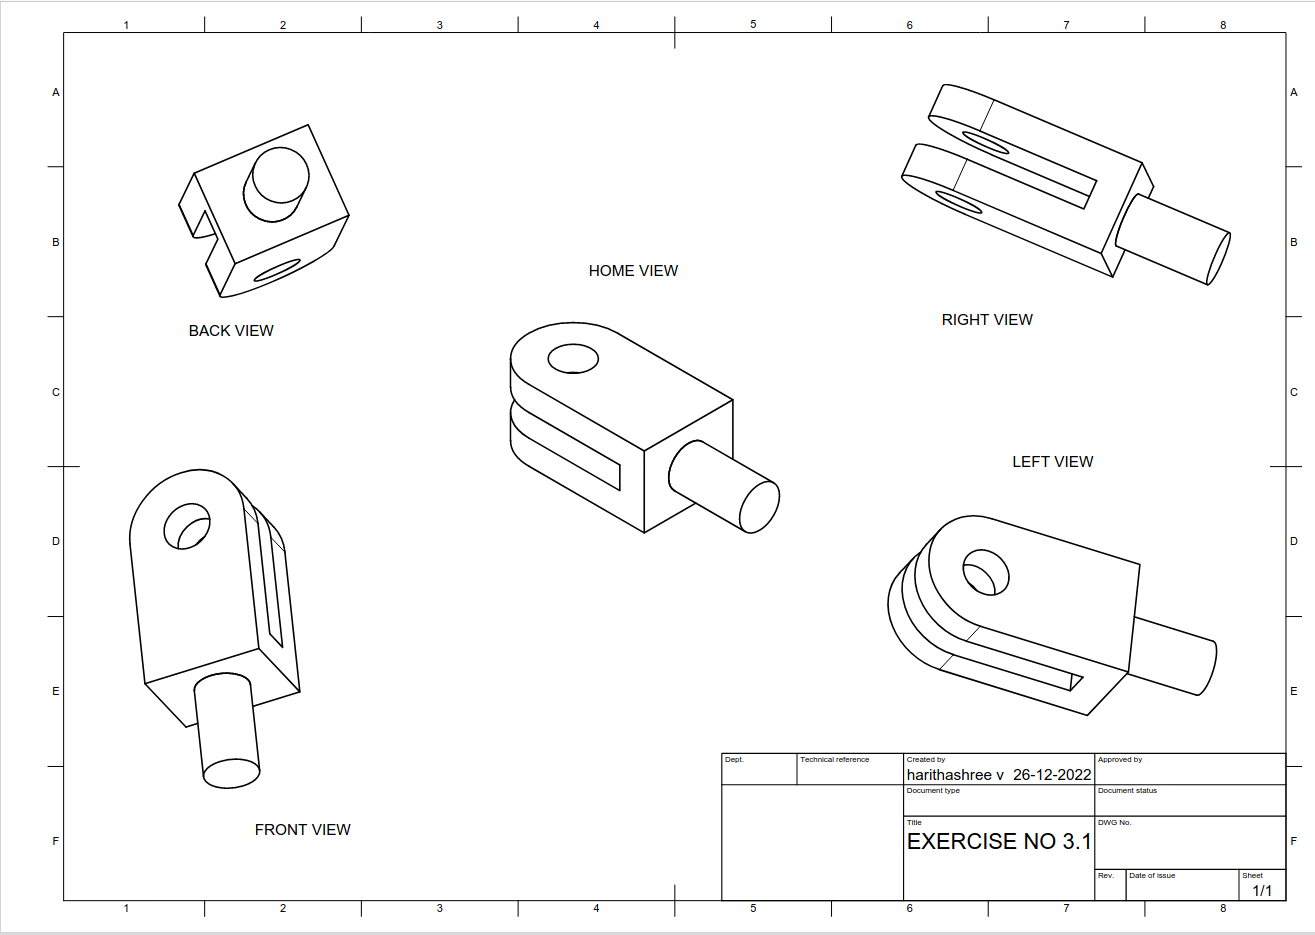 1 2 3 4 5 6 7 8
A A
BACK VIEW
B B
HOME VIEW
RIGHT VIEW
C C
LEFT VIEW
D D
E E
FRONT VIEW
F F
Dept. Technical reference Created by Approved by
harithashree v 26-12-2022
Document type Document status
Title DWG No.
EXERCISE NO 3.1
Rev. Date of issue Sheet
1/1
1 2 3 4 5 6 7 8